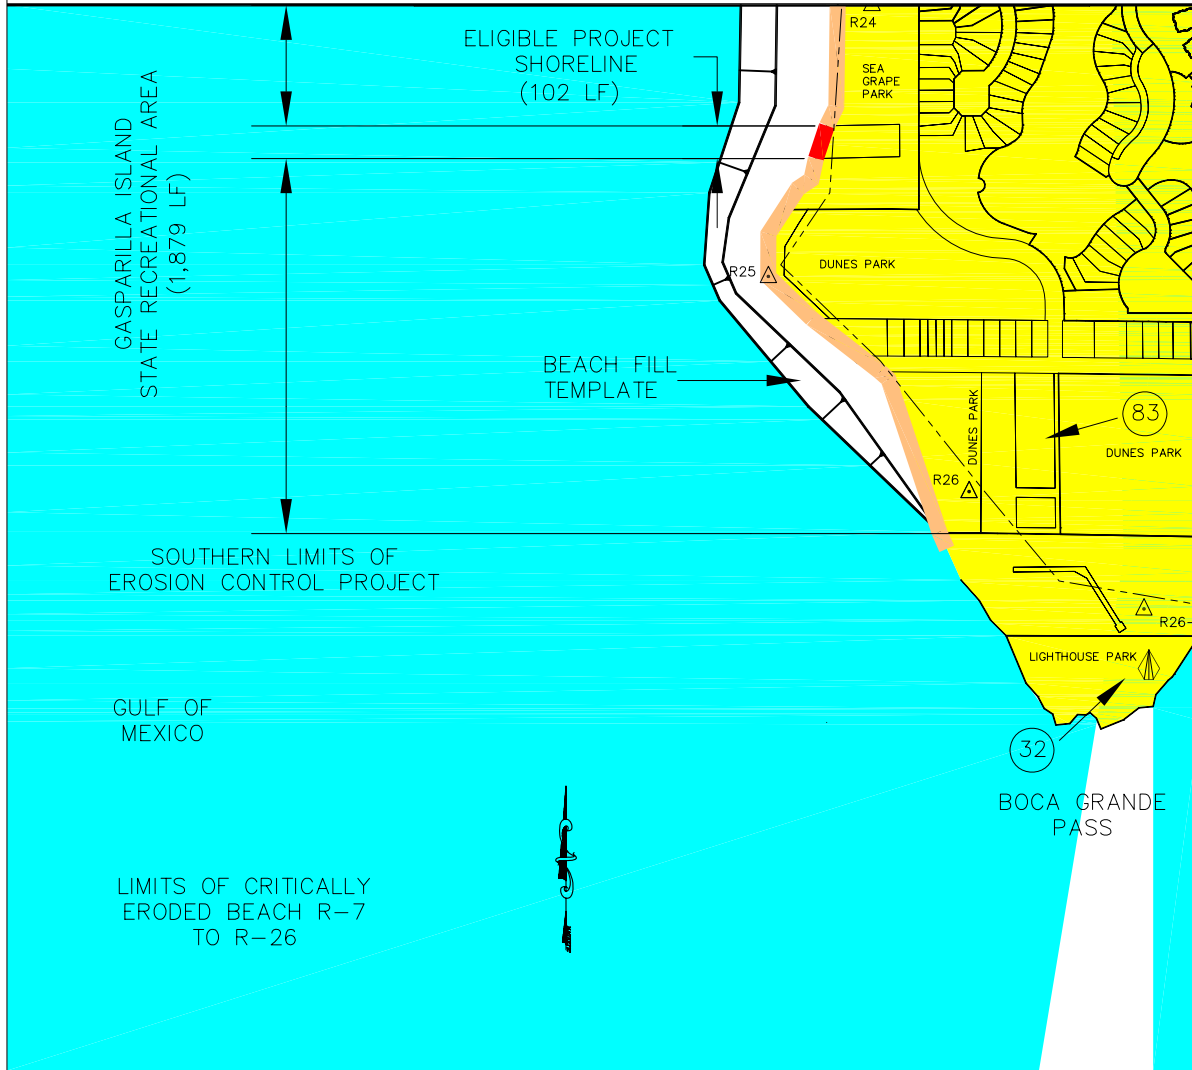 R24
ELIGIBLE PROJECT
SHORELINE
(102 LF)
SEA
GRAPE
PARK
GASPARILLA ISLAND
STATE RECREATIONAL AREA
(1,879 LF)
R25
DUNES PARK
BEACH FILL
TEMPLATE
DUNES PARK
83
DUNES PARK
R26
SOUTHERN LIMITS OF
EROSION CONTROL PROJECT
R26-
LIGHTHOUSE PARK
GULF OF
MEXICO
32
BOCA GRANDE
PASS
LIMITS OF CRITICALLY
ERODED BEACH R-7
TO R-26